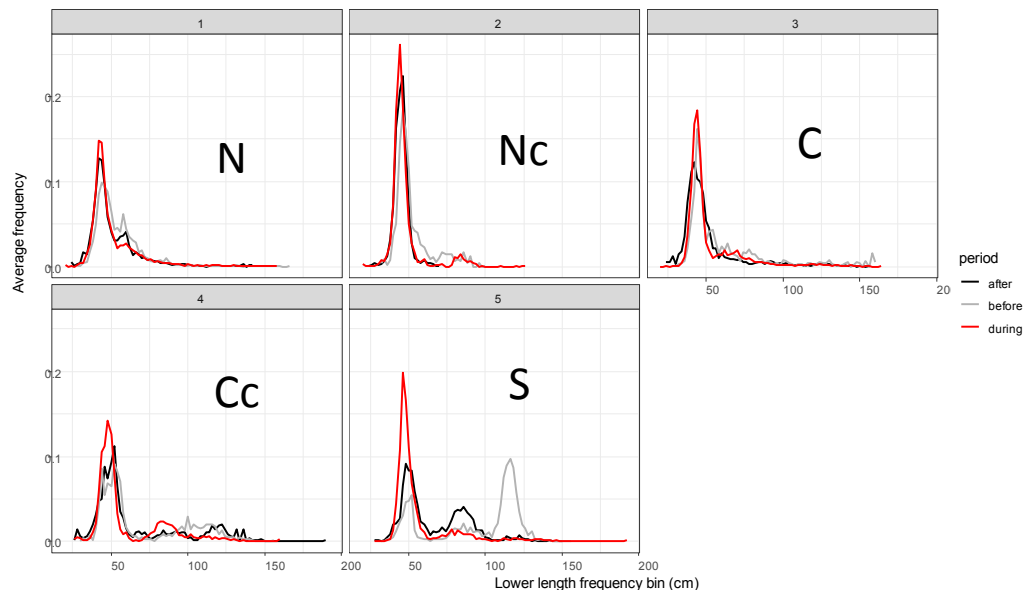 1
2
3
0.2
0.1
0.0
N
Nc
C
50
100
150
20
4
5
0.2
0.1
0.0
Cc
S
50
100
150
200
50
100
150
200
Average frequency
Lower length frequency bin (cm)
period
after
before
during